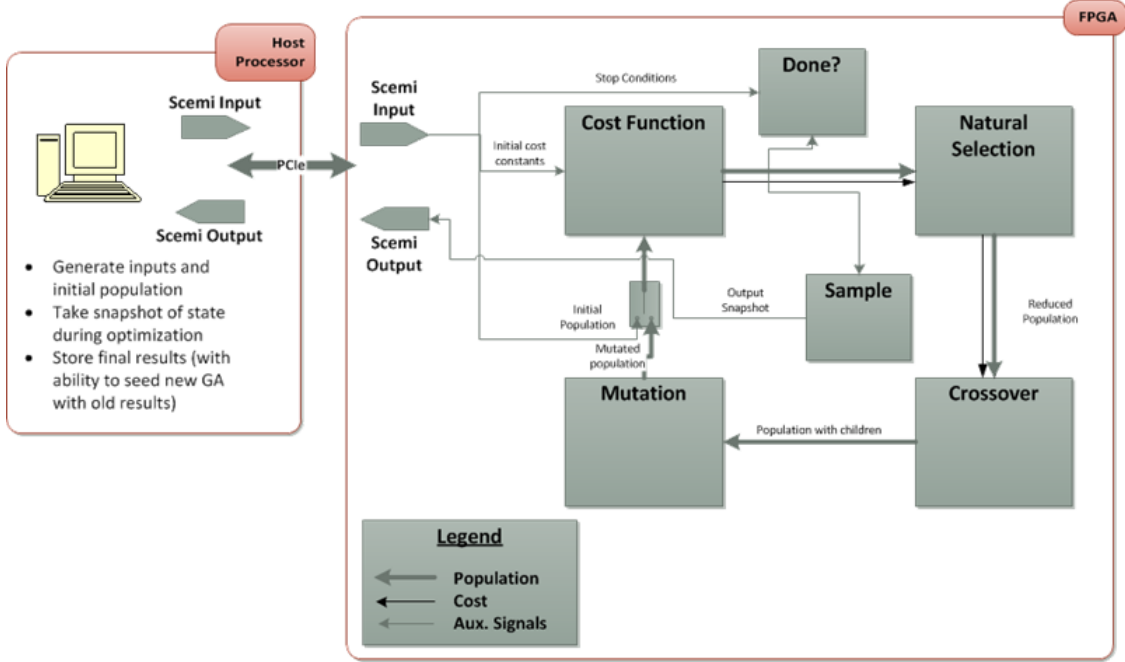 Host
Processor
Scemi Input
PCIe
Scemi Output
• Generate inputs and
initial population
• Take snapshot of state
during optimization
• Store final results (with
ability to seed new GA
with old results)
FPGA
Scemi
Input
Stop Conditions
Done?
Cost Function
Natural
Selection
Initial cost
constants
Scemi
Output
Initial
Population
Output
Snapshot
Sample
Reduced
Population
Mutated
population
Mutation
Population with children
Crossover
Legend
Population
Cost
Aux. Signals